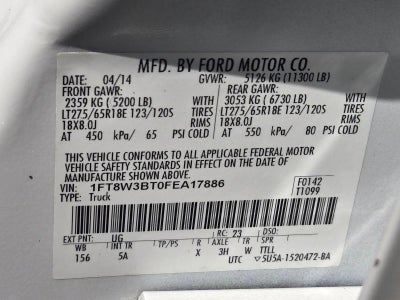 MFD. BY FORD MOTOR CO.
DATE: 04/14 GVWR: 5126 KG (11300 LB)
FRONT GAWR: REAR GAWR:
2359 KG ( 5200 LB) 3053 KG ( 6730 LB)
LT275/65R18E 123/120S TIRES LT275/65R18E 123/120S TIRES
18X8.0J RIMS 18X8.0J RIMS
AT 450 kPa/ 65 PSI AT 550 kPa/ 80 PSI
THIS VEHICLE CONFORMS TO ALL APPLICABLE FEDERAL MOTOR
VEHICLE SAFETY STANDARDS IN EFFECT ON THE DATE OF
MANUFACTURE SHOWN ABOVE.
VIN: 1FT8W3BT0FEA17886 F0142
TYPE: Truck T1099
EXT PNT: UG RC: 23 DSO:
WB INT TR TP/PS R AXLE TR SPR
156 5A X 3H W TTLL
UTC 5U5A-1520472-BA